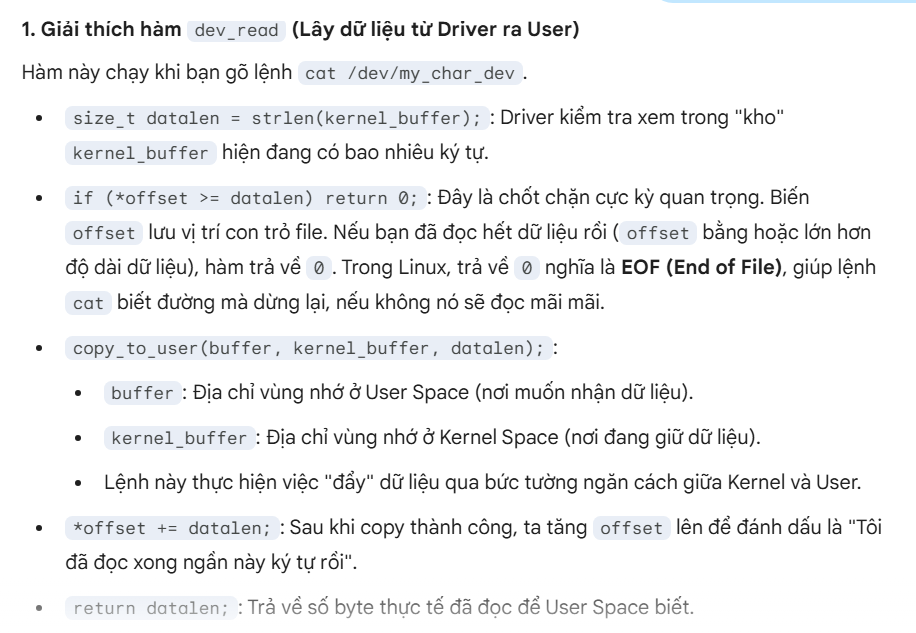 1. Giải thích hàm dev_read (Lấy dữ liệu từ Driver ra User)
Hàm này chạy khi bạn gõ lệnh cat /dev/my_char_dev .
• size_t datalen = strlen(kernel_buffer); : Driver kiểm tra xem trong "kho"
kernel_buffer hiện đang có bao nhiêu ký tự.
• if (*offset >= datalen) return 0; : Đây là chốt chặn cực kỳ quan trọng. Biến
offset lưu vị trí con trỏ file. Nếu bạn đã đọc hết dữ liệu rồi ( offset bằng hoặc lớn hơn
độ dài dữ liệu), hàm trả về 0 . Trong Linux, trả về 0 nghĩa là EOF (End of File), giúp lệnh
cat biết đường mà dừng lại, nếu không nó sẽ đọc mãi mãi.
• copy_to_user(buffer, kernel_buffer, datalen); :
• buffer : Địa chỉ vùng nhớ ở User Space (nơi muốn nhận dữ liệu).
• kernel_buffer : Địa chỉ vùng nhớ ở Kernel Space (nơi đang giữ dữ liệu).
• Lệnh này thực hiện việc "đẩy" dữ liệu qua bức tường ngăn cách giữa Kernel và User.
• *offset += datalen; : Sau khi copy thành công, ta tăng offset lên để đánh dấu là "Tôi
đã đọc xong ngần này ký tự rồi".
• return datalen; : Trả về số byte thực tế đã đọc để User Space biết.